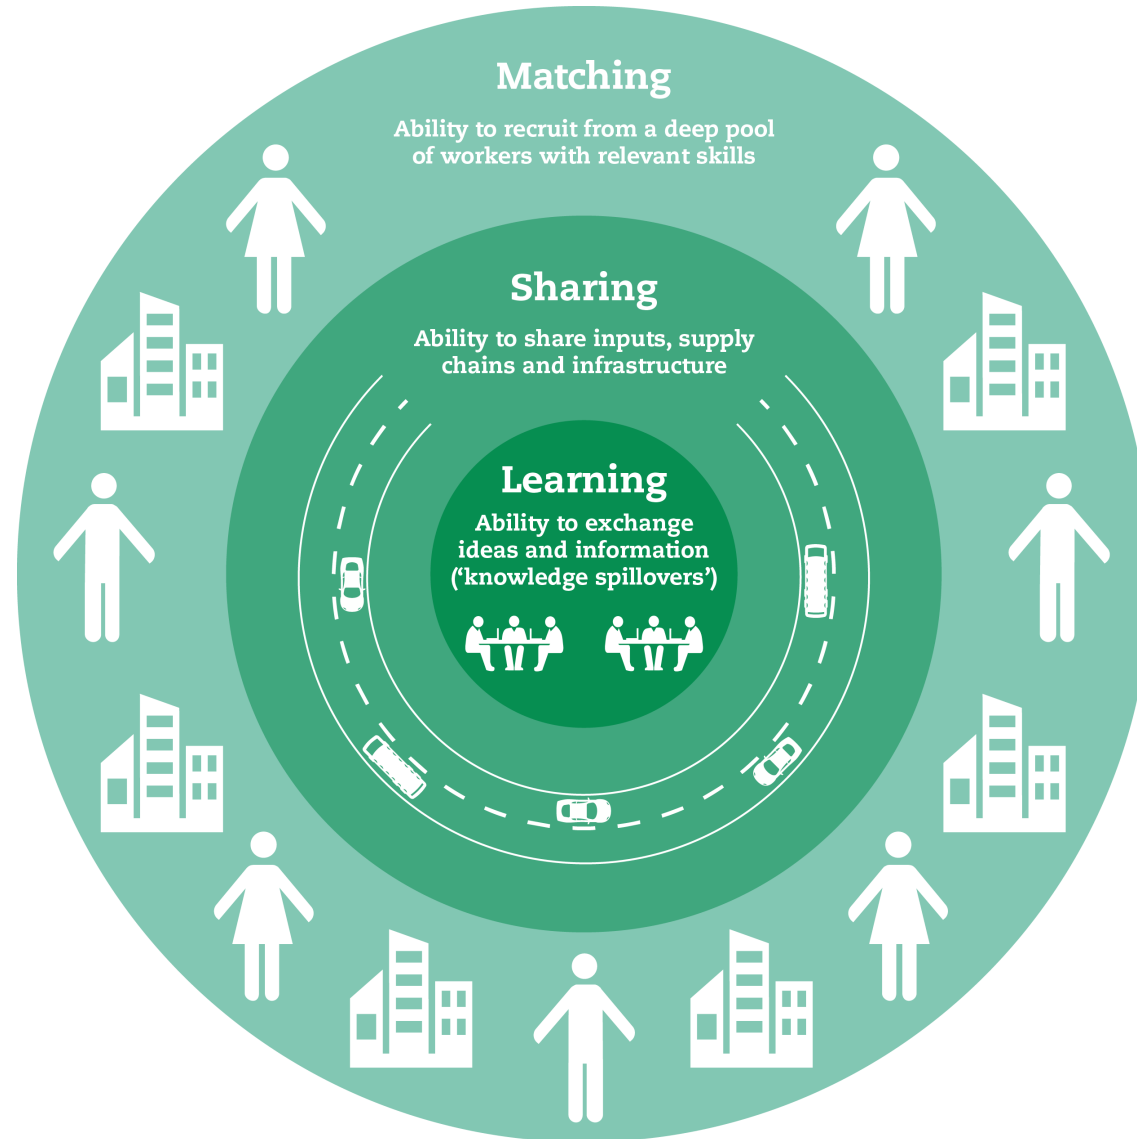 Matching
Ability to recruit from a deep pool
of workers with relevant skills
Sharing
Ability to share inputs, supply
chains and infrastructure
Learning
Ability to exchange
ideas and information
(‘knowledge spillovers’)